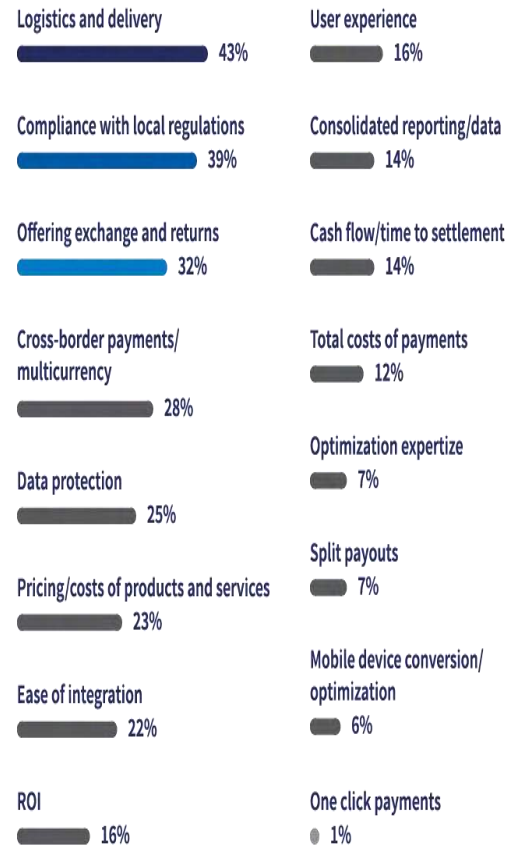 Logistics and delivery
43%
Compliance with local regulations
39%
Offering exchange and returns
32%
Cross-border payments/
multicurrency
28%
Data protection
25%
Pricing/costs of products and services
23%
Ease of integration
22%
ROI
16%
User experience
16%
Consolidated reporting/data
14%
Cash flow/time to settlement
14%
Total costs of payments
12%
Optimization expertize
7%
Split payouts
7%
Mobile device conversion/
optimization
6%
One click payments
1%